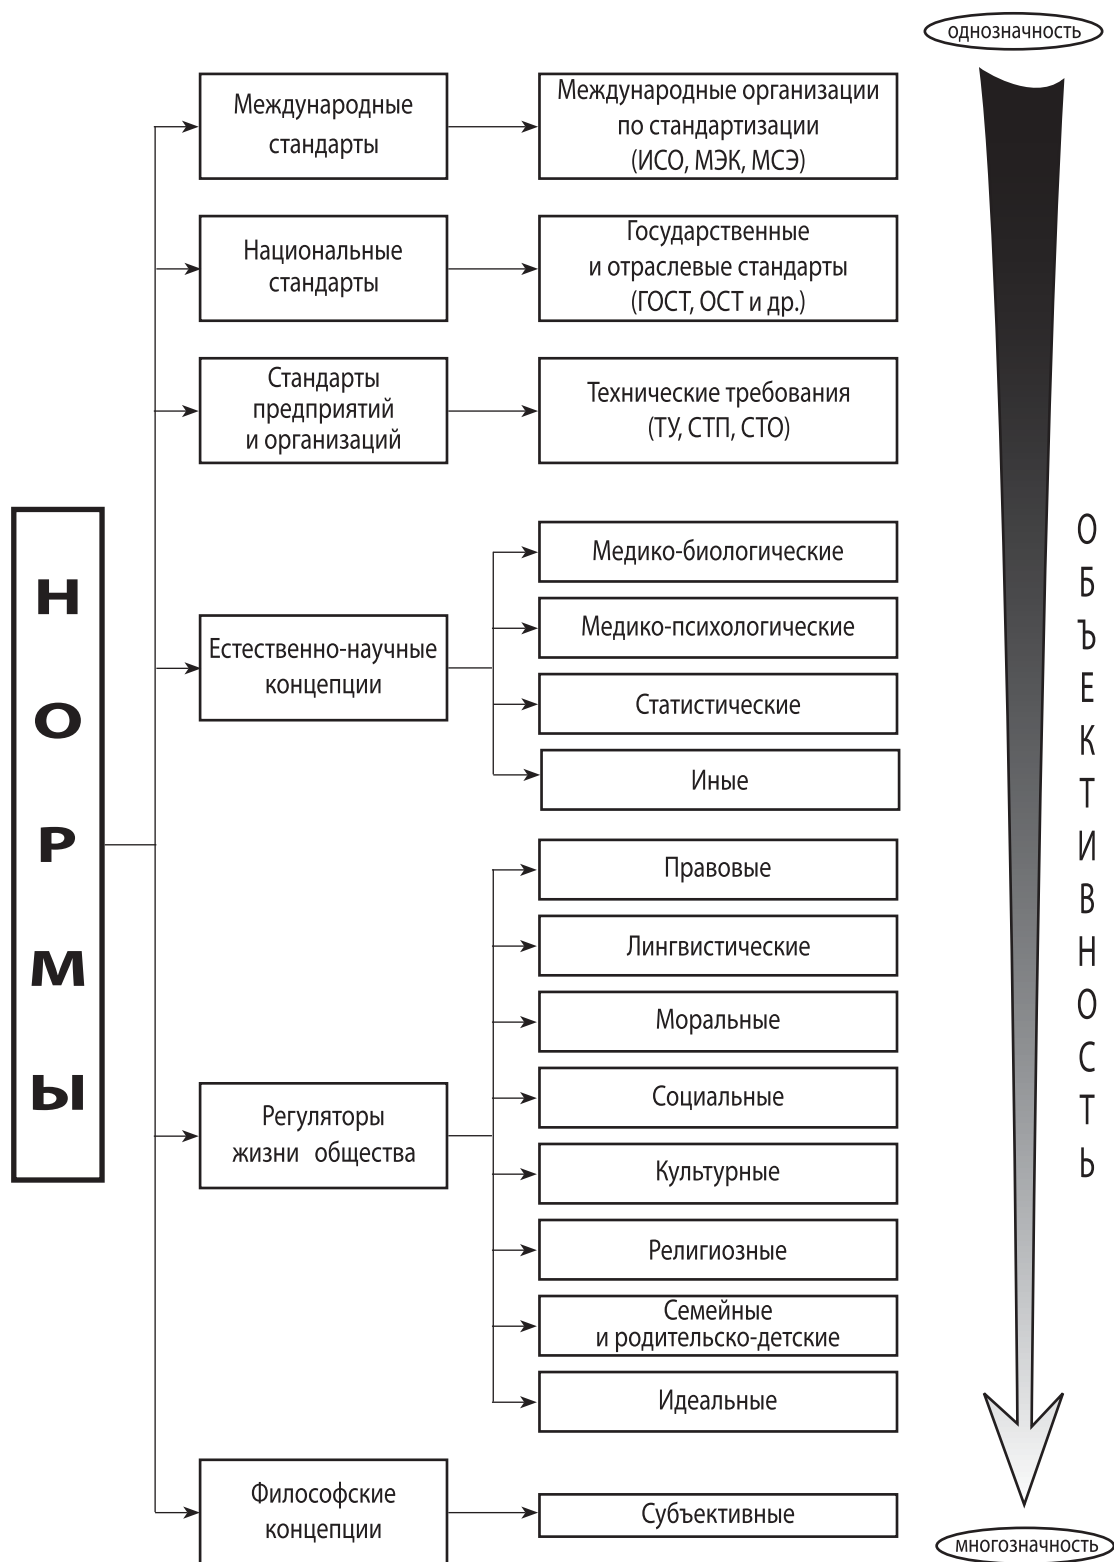 однозначность
Международные
стандарты
Международные организации
по стандартизации
(ИСО, МЭК, МСЭ)
Национальные
стандарты
Государственные
и отраслевые стандарты
(ГОСТ, ОСТ и др.)
Стандарты
предприятий
и организаций
Технические требования
(ТУ, СТП, СТО)
НОРМЫ
Естественно-научные
концепции
Медико-биологические
Медико-психологические
Статистические
Иные
Регуляторы
жизни общества
Правовые
Лингвистические
Моральные
Социальные
Культурные
Религиозные
Семейные
и родительско-детские
Идеальные
Философские
концепции
Субъективные
ОБЪЕКТИВНОСТЬ
многозначность